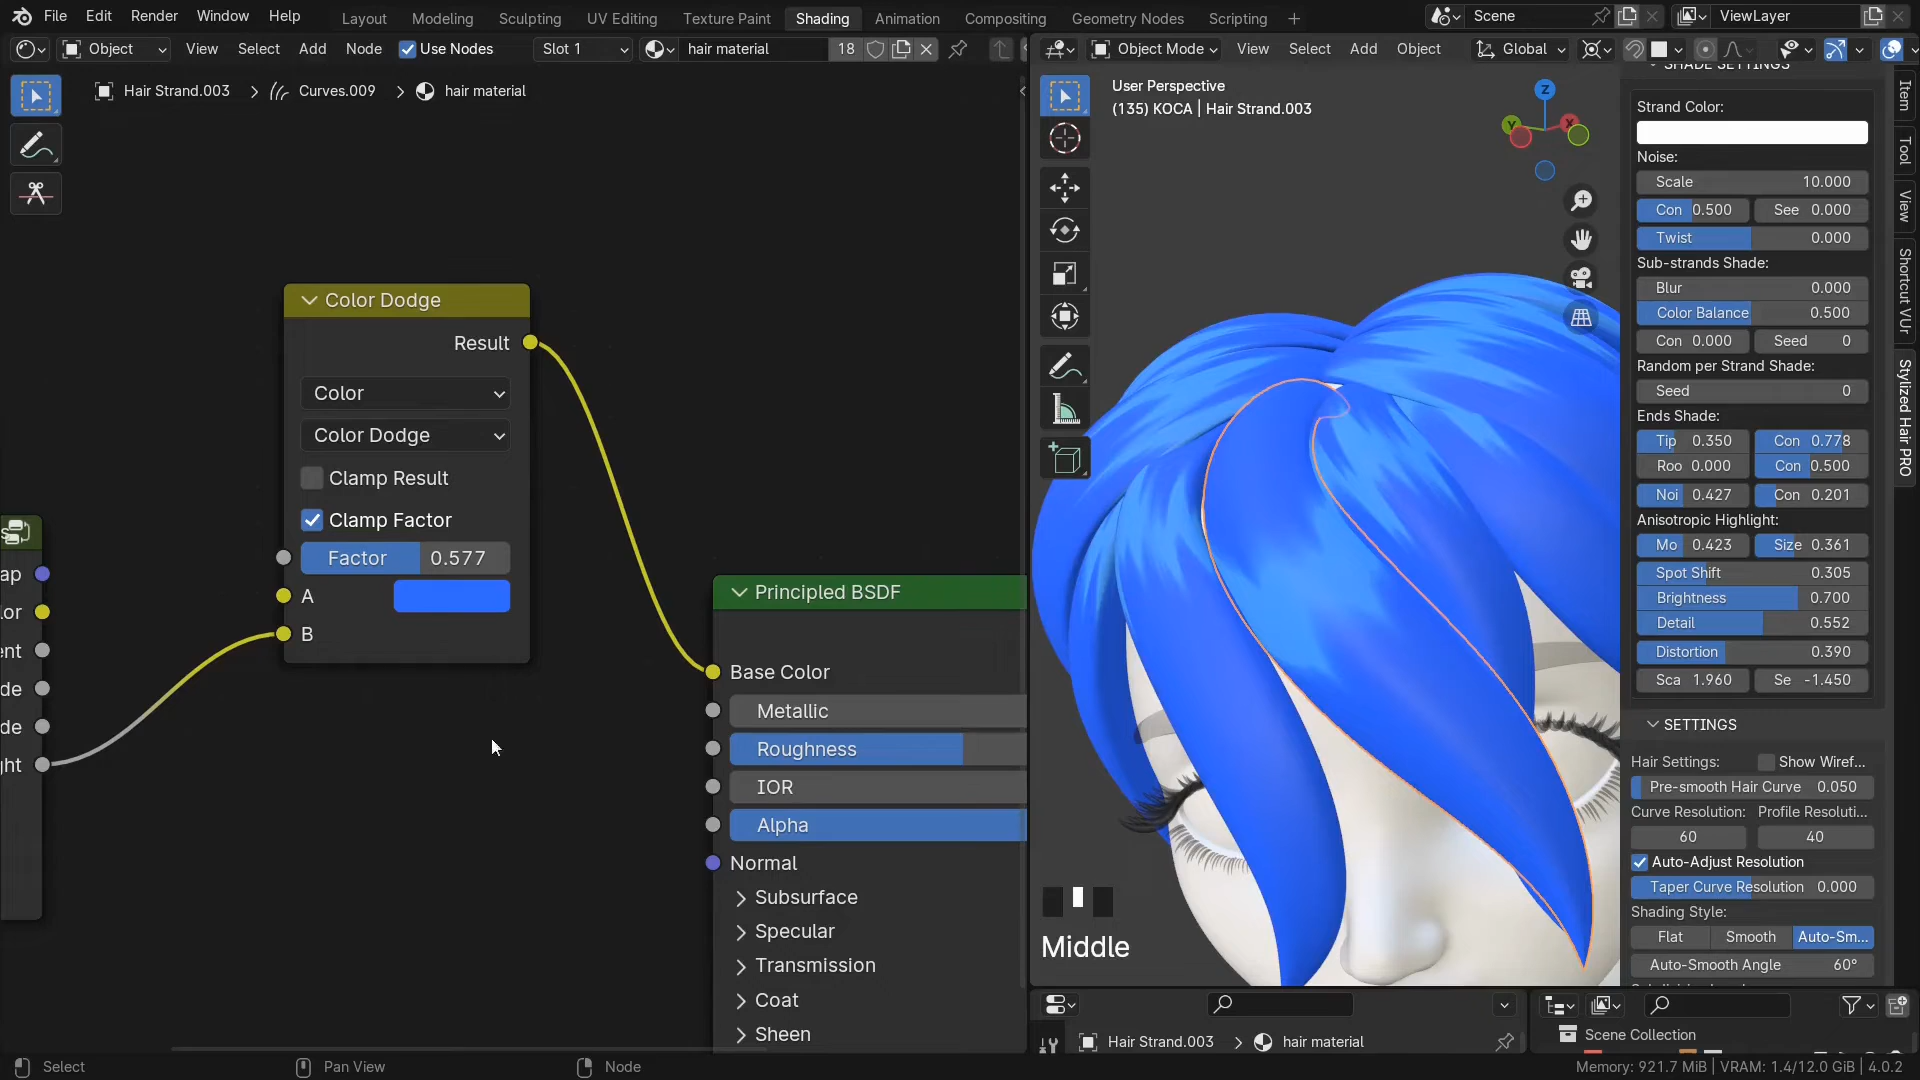 File Edit Render Window Help Layout Modeling Sculpting UV Editing Texture Paint Shading Animation Compositing Geometry Nodes Scripting + Scene ViewLayer
Object View Select Add Node Use Nodes Slot 1 hair material 18
Object Mode View Select Add Object Global
Hair Strand.003 > Curves.009 > hair material
User Perspective
(135) KOCA | Hair Strand.003
Z
Y
X
Color Dodge
Result
Color
Color Dodge
Clamp Result
Clamp Factor
Factor 0.577
A
B
ap
or
ent
de
de
ght
Principled BSDF
Base Color
Metallic
Roughness
IOR
Alpha
Normal
Subsurface
Specular
Transmission
Coat
Sheen
Middle
SHADE SETTINGS
Strand Color:
Noise:
Scale 10.000
Con 0.500 See 0.000
Twist 0.000
Sub-strands Shade:
Blur 0.000
Color Balance 0.500
Con 0.000 Seed 0
Random per Strand Shade:
Seed 0
Ends Shade:
Tip 0.350 Con 0.778
Roo 0.000 Con 0.500
Noi 0.427 Con 0.201
Anisotropic Highlight:
Mo 0.423 Size 0.361
Spot Shift 0.305
Brightness 0.700
Detail 0.552
Distortion 0.390
Sca 1.960 Se -1.450
SETTINGS
Hair Settings: Show Wiref...
Pre-smooth Hair Curve 0.050
Curve Resolution: Profile Resoluti...
60 40
Auto-Adjust Resolution
Taper Curve Resolution 0.000
Shading Style:
Flat Smooth Auto-Sm...
Auto-Smooth Angle 60°
Item
Tool
View
Shortcut VUr
Stylized Hair PRO
Hair Strand.003 > hair material
Scene Collection
Select Pan View Node
Memory: 921.7 MiB | VRAM: 1.4/12.0 GiB | 4.0.2